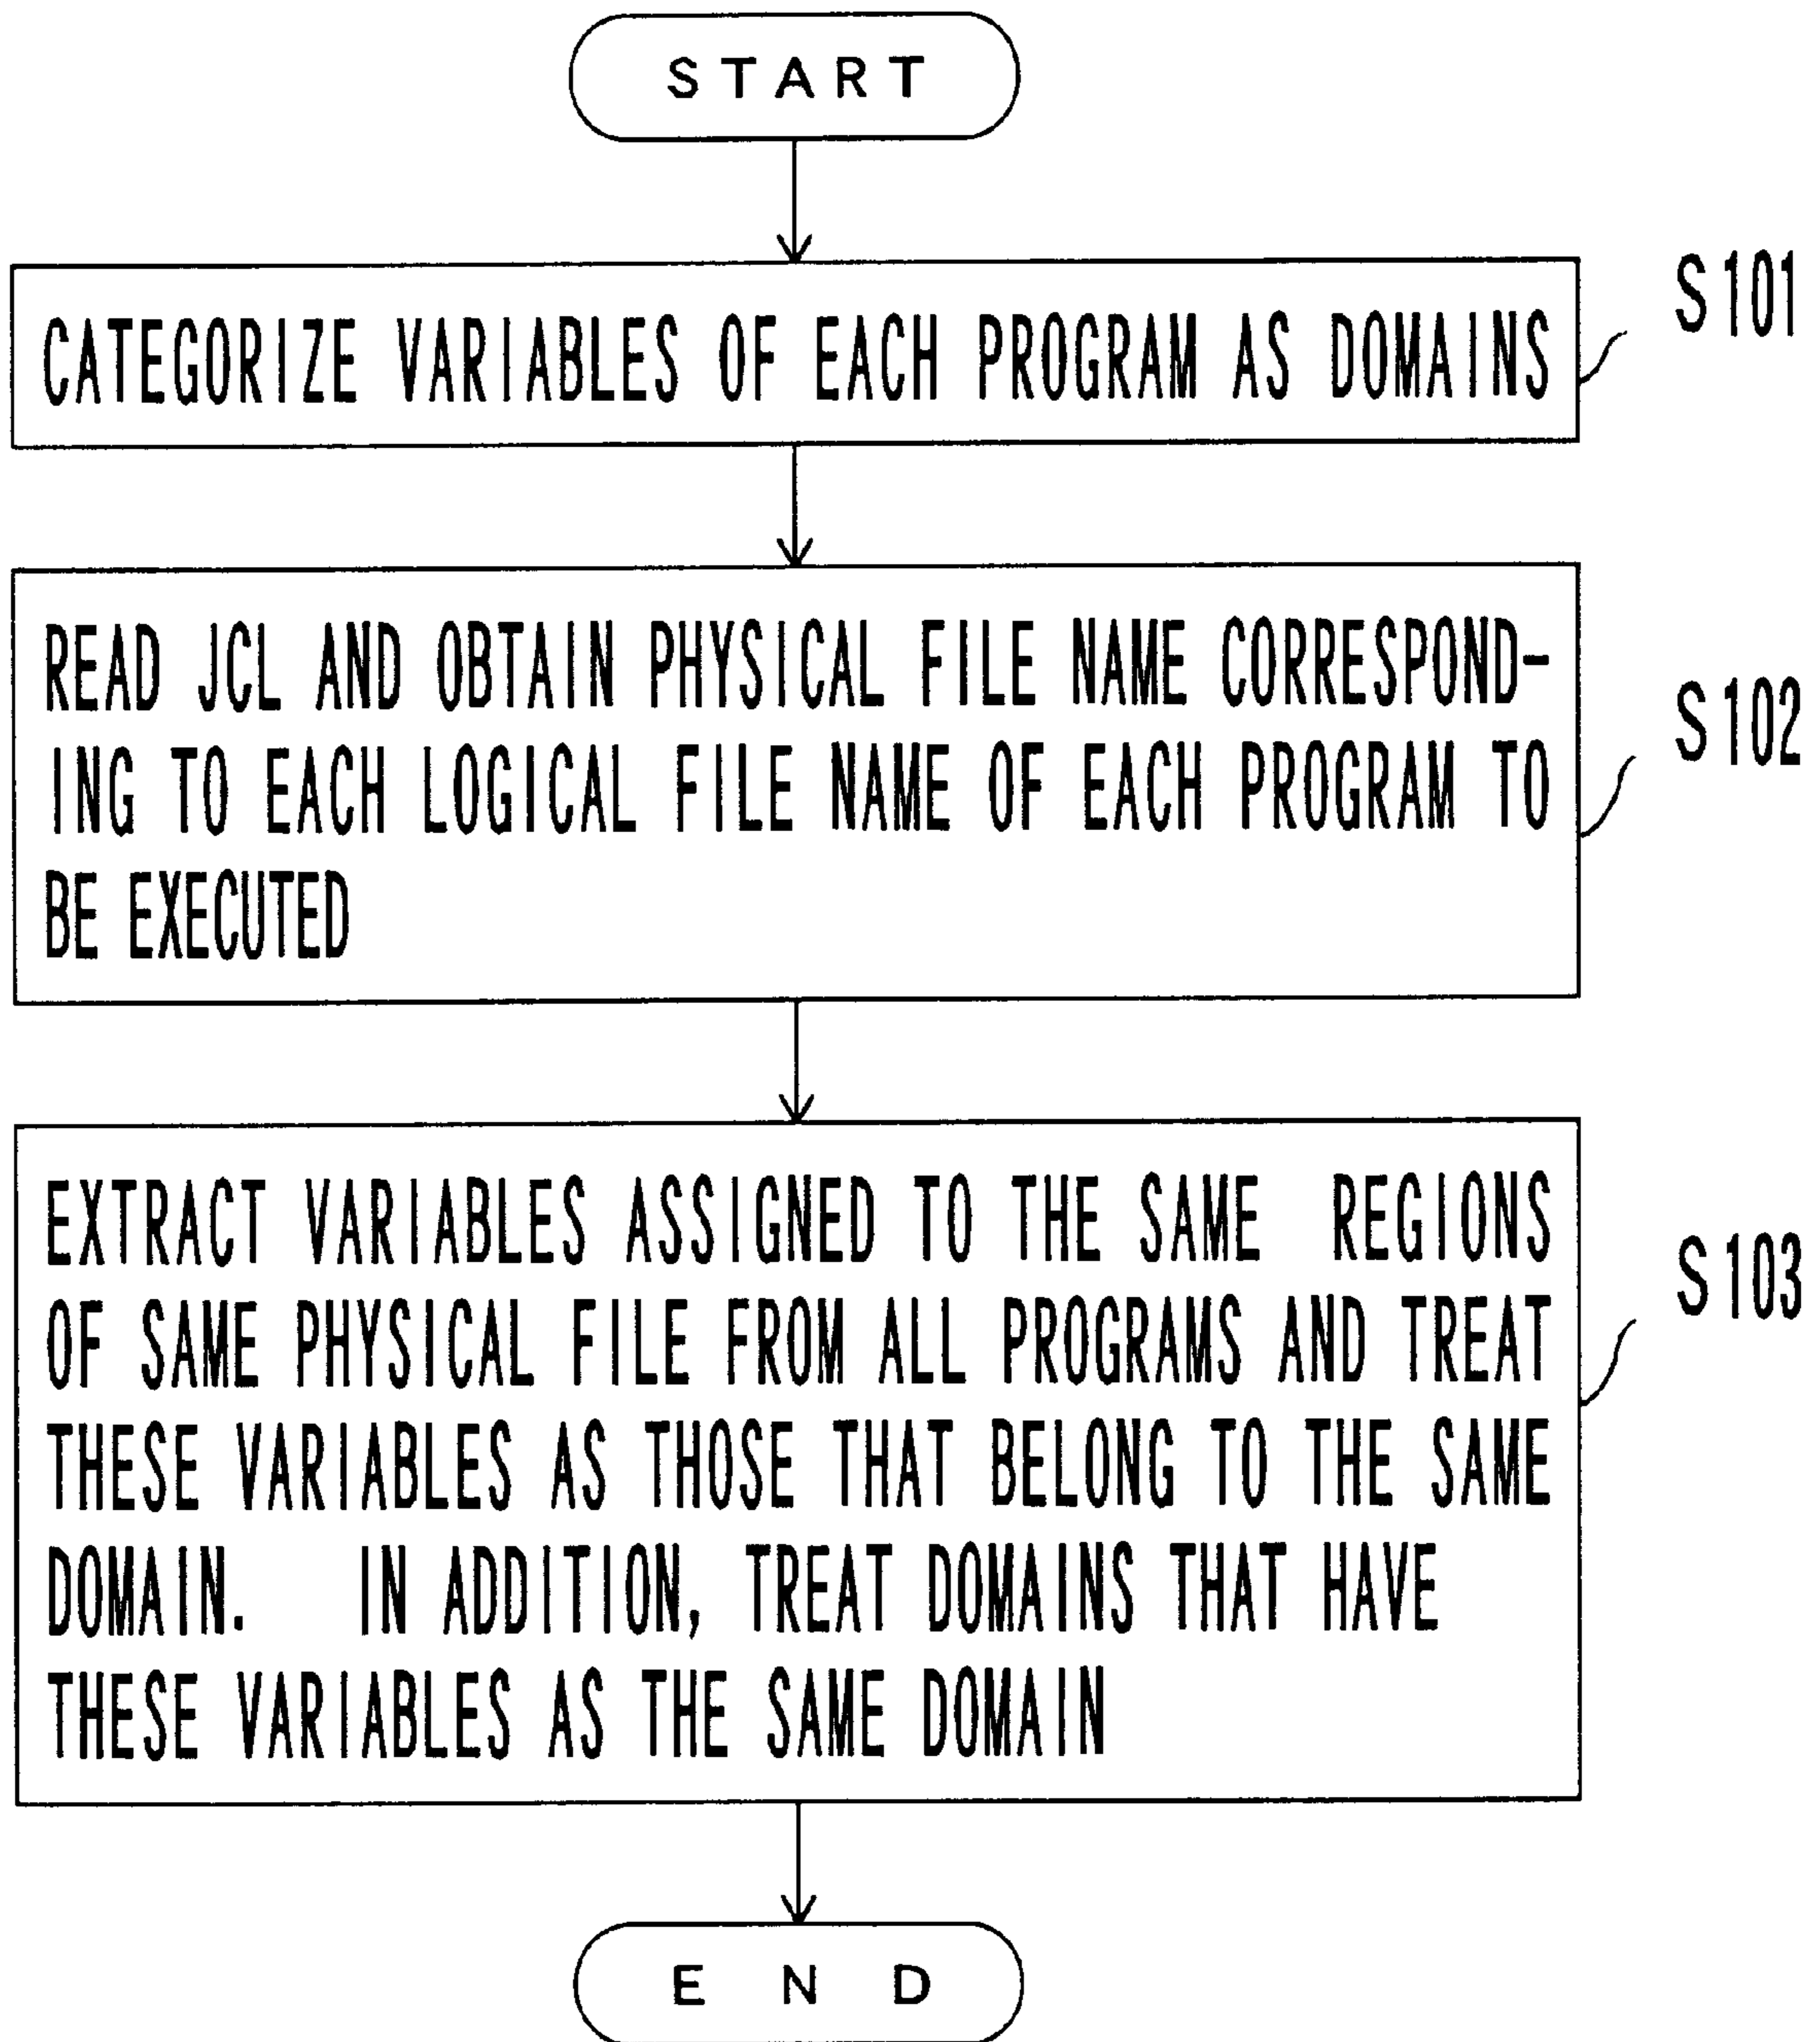 START
CATEGORIZE VARIABLES OF EACH PROGRAM AS DOMAINS
S101
READ JCL AND OBTAIN PHYSICAL FILE NAME CORRESPOND-
ING TO EACH LOGICAL FILE NAME OF EACH PROGRAM TO
BE EXECUTED
S102
EXTRACT VARIABLES ASSIGNED TO THE SAME REGIONS
OF SAME PHYSICAL FILE FROM ALL PROGRAMS AND TREAT
THESE VARIABLES AS THOSE THAT BELONG TO THE SAME
DOMAIN. IN ADDITION, TREAT DOMAINS THAT HAVE
THESE VARIABLES AS THE SAME DOMAIN
S103
END